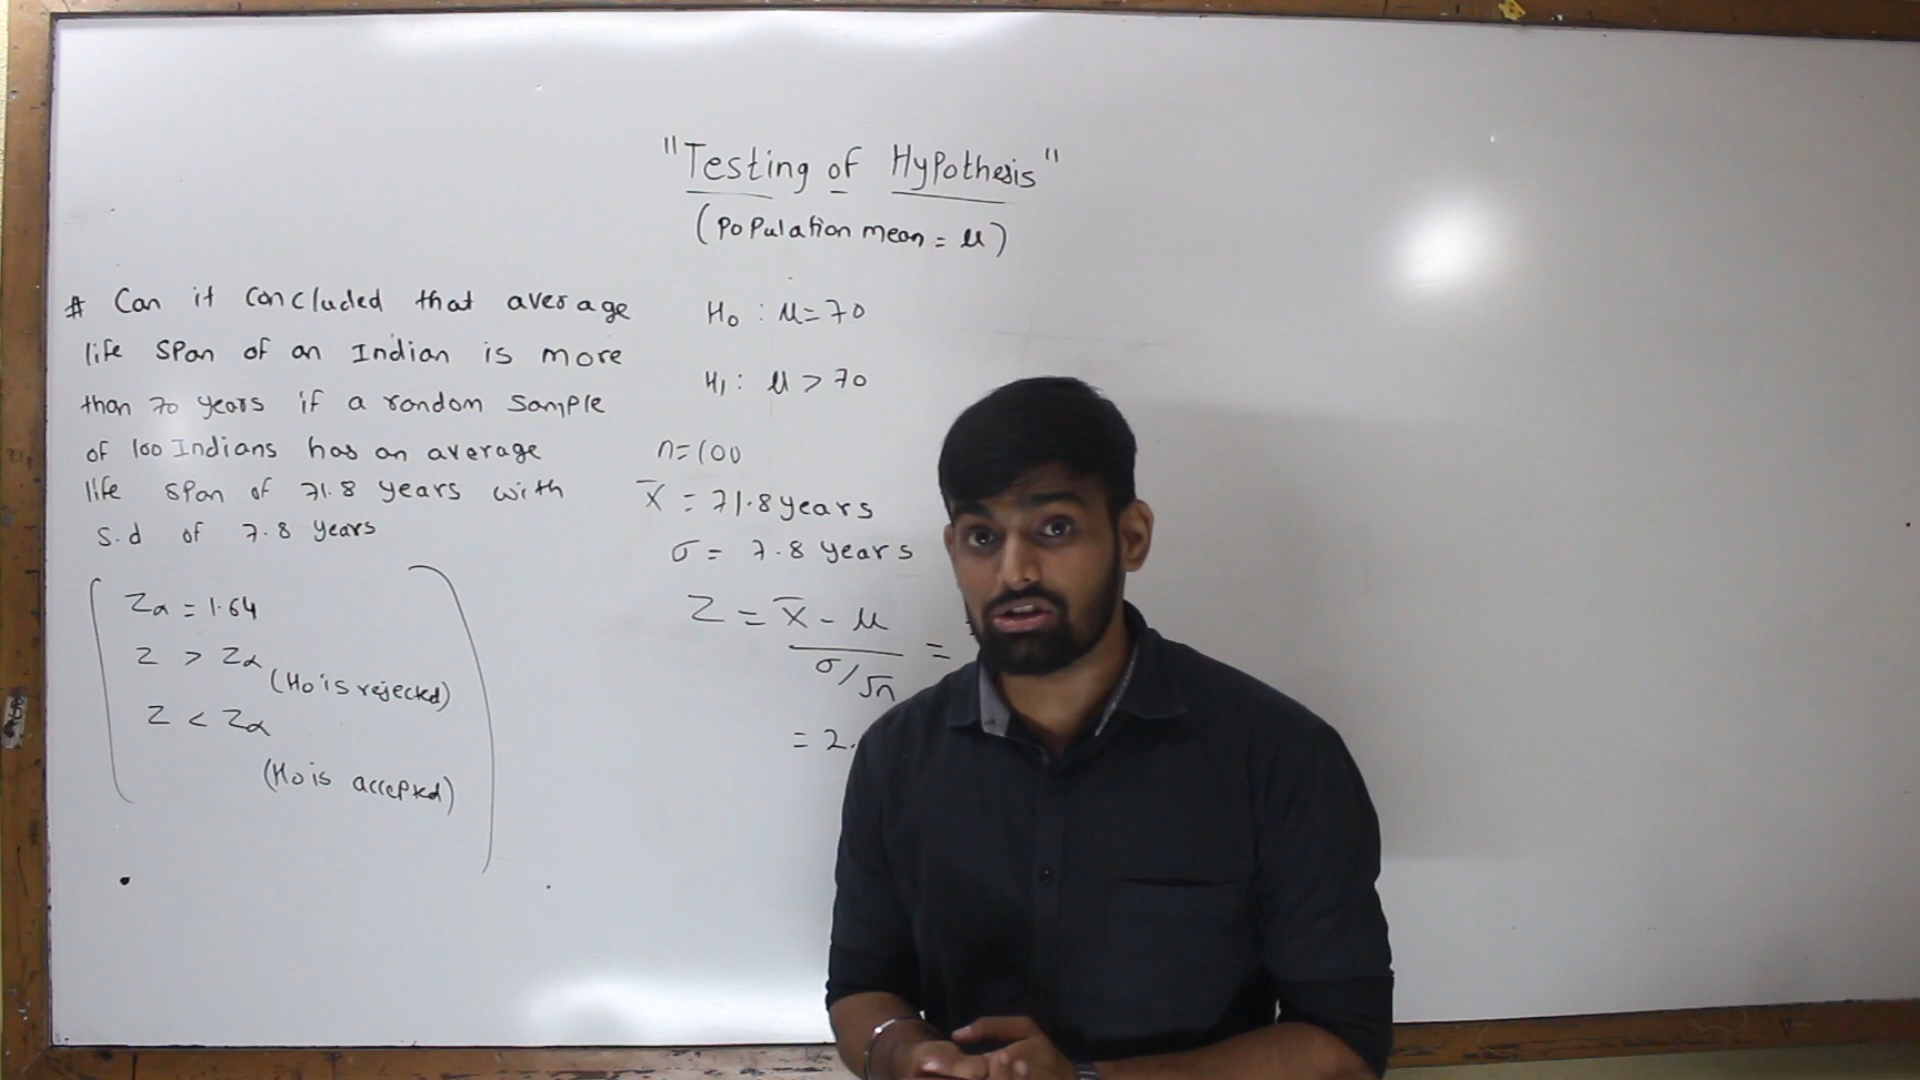 "Testing of Hypothesis"
(Population mean = μ)
# Can it concluded that average
life span of an Indian is more
than 70 years if a random sample
of 100 Indians has an average
life span of 71.8 years with
s.d of 7.8 years
Zα = 1.64
Z > Zα
(H₀ is rejected)
Z < Zα
(H₀ is accepted)
H₀ : μ = 70
H₁ : μ > 70
n = 100
x̄ = 71.8 years
σ = 7.8 years
Z = x̄ - μ
σ/√n
=
= 2.